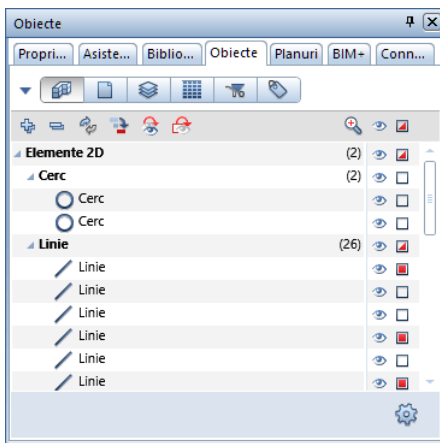 Obiecte
Propri... Asiste... Biblio... Obiecte Planuri BIM+ Conn...
Elemente 2D (2)
Cerc (2)
Cerc
Cerc
Linie (26)
Linie
Linie
Linie
Linie
Linie
Linie